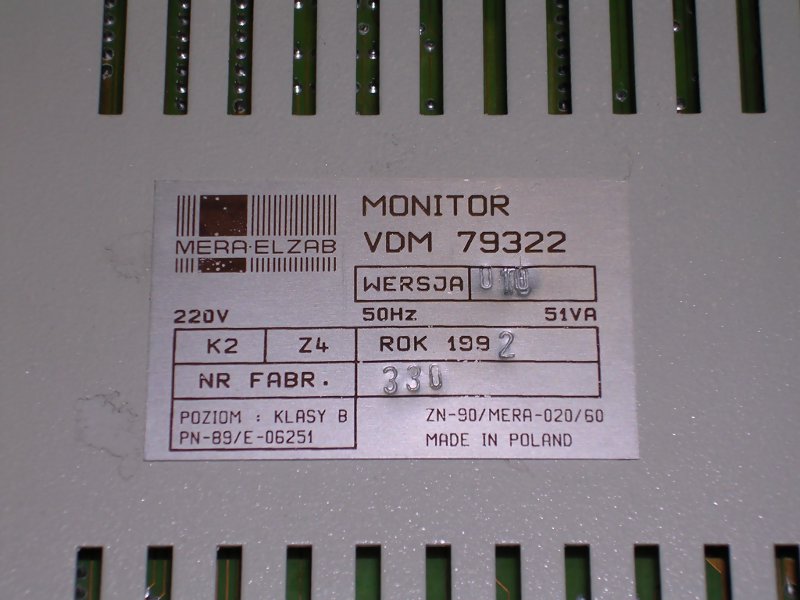 MERA·ELZAB
MONITOR
VDM 79322
WERSJA 010
220V 50Hz 51VA
K2 Z4 ROK 1992
NR FABR. 330
POZIOM : KLASY B
PN-89/E-06251
ZN-90/MERA-020/60
MADE IN POLAND